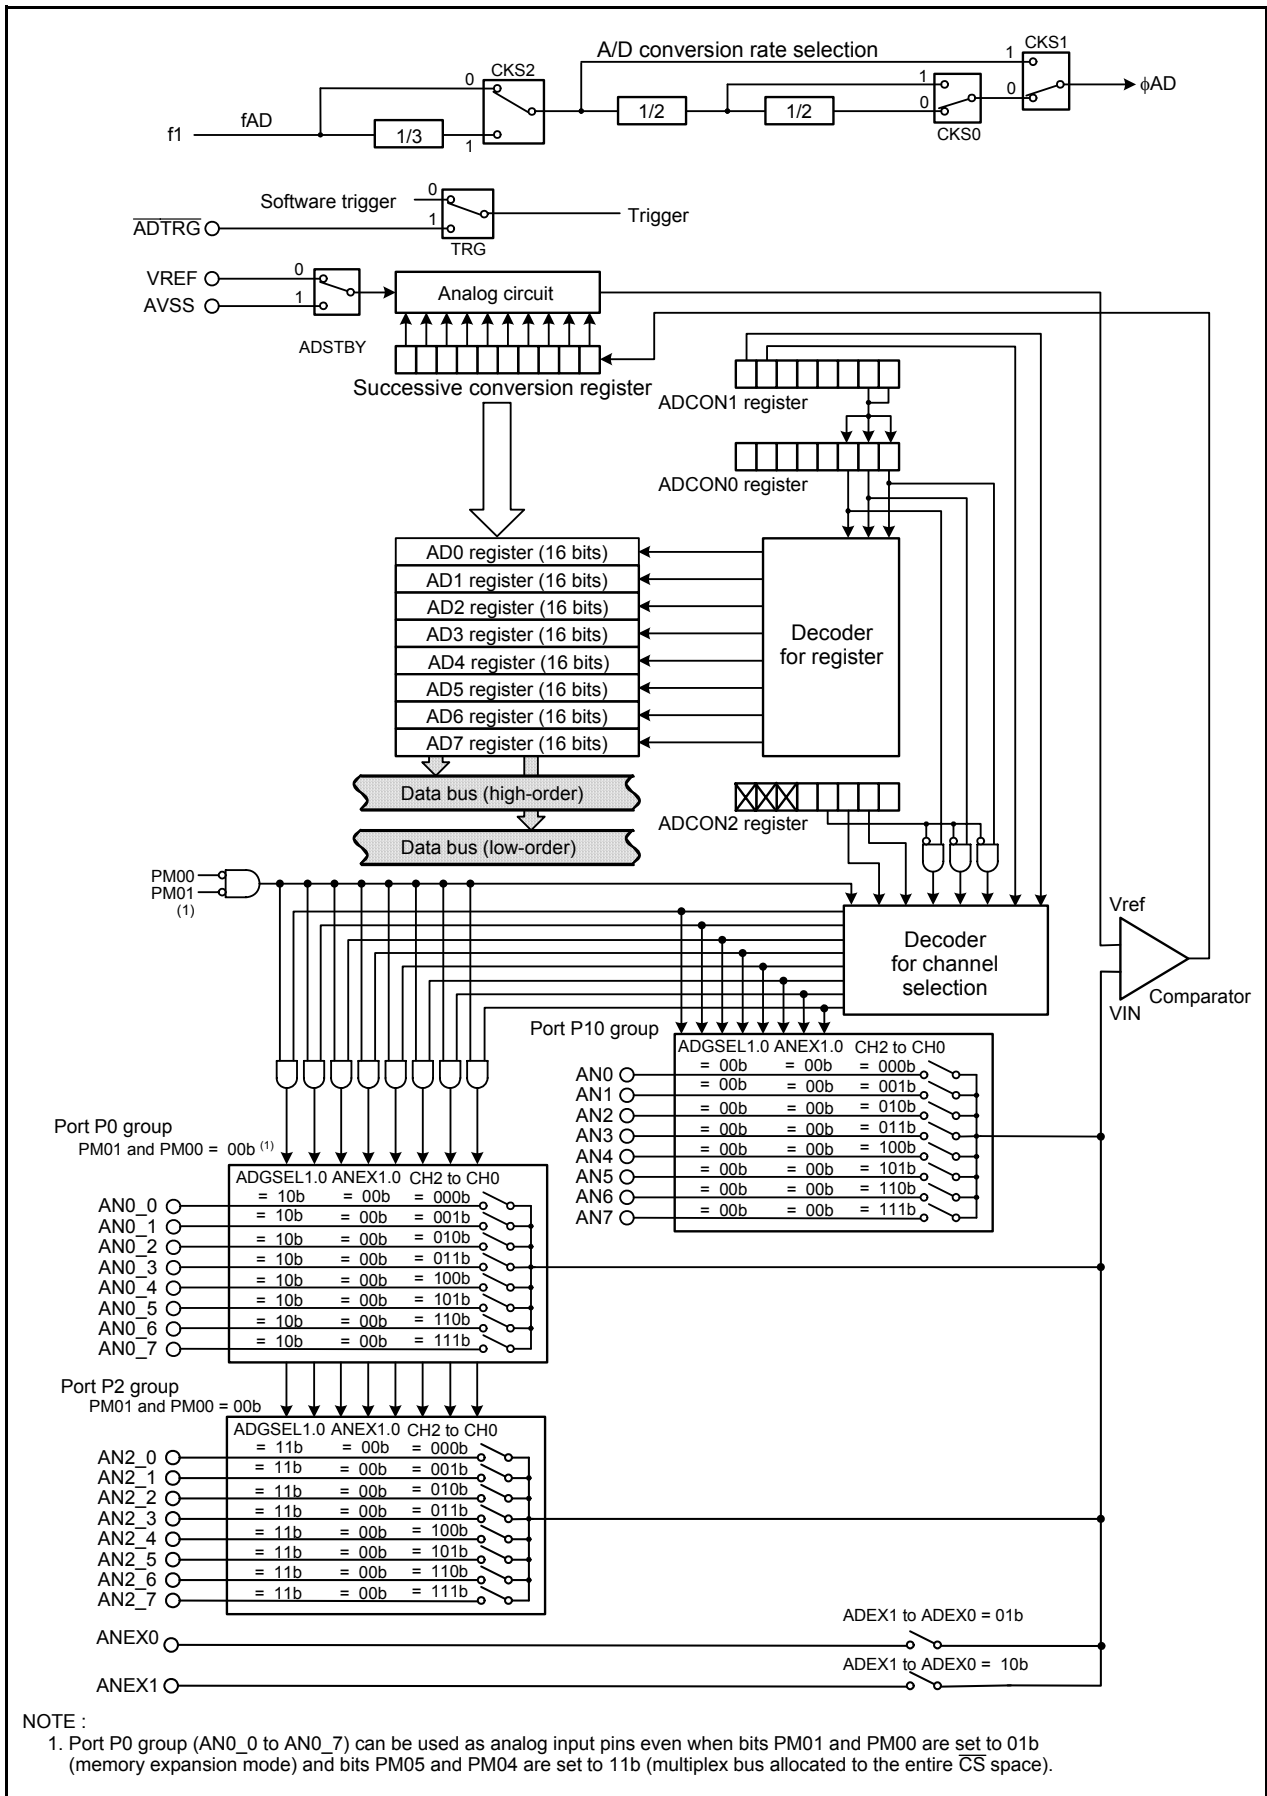 A/D conversion rate selection
CKS1
1
CKS2
0
1
0
ϕAD
fAD
1/2
1/2
0
CKS0
f1
1/3
1
Software trigger
0
Trigger
ADTRG
1
TRG
VREF
0
Analog circuit
AVSS
1
ADSTBY
Successive conversion register
ADCON1 register
ADCON0 register
AD0 register (16 bits)
AD1 register (16 bits)
AD2 register (16 bits)
AD3 register (16 bits)
AD4 register (16 bits)
AD5 register (16 bits)
AD6 register (16 bits)
AD7 register (16 bits)
Decoder
for register
Data bus (high-order)
Data bus (low-order)
ADCON2 register
PM00
PM01
(1)
Decoder
for channel
selection
Vref
VIN
Comparator
Port P10 group
ADGSEL1.0 ANEX1.0 CH2 to CH0
AN0 = 00b = 00b = 000b
AN1 = 00b = 00b = 001b
AN2 = 00b = 00b = 010b
AN3 = 00b = 00b = 011b
AN4 = 00b = 00b = 100b
AN5 = 00b = 00b = 101b
AN6 = 00b = 00b = 110b
AN7 = 00b = 00b = 111b
Port P0 group
PM01 and PM00 = 00b (1)
ADGSEL1.0 ANEX1.0 CH2 to CH0
AN0_0 = 10b = 00b = 000b
AN0_1 = 10b = 00b = 001b
AN0_2 = 10b = 00b = 010b
AN0_3 = 10b = 00b = 011b
AN0_4 = 10b = 00b = 100b
AN0_5 = 10b = 00b = 101b
AN0_6 = 10b = 00b = 110b
AN0_7 = 10b = 00b = 111b
Port P2 group
PM01 and PM00 = 00b
ADGSEL1.0 ANEX1.0 CH2 to CH0
AN2_0 = 11b = 00b = 000b
AN2_1 = 11b = 00b = 001b
AN2_2 = 11b = 00b = 010b
AN2_3 = 11b = 00b = 011b
AN2_4 = 11b = 00b = 100b
AN2_5 = 11b = 00b = 101b
AN2_6 = 11b = 00b = 110b
AN2_7 = 11b = 00b = 111b
ADEX1 to ADEX0 = 01b
ANEX0
ADEX1 to ADEX0 = 10b
ANEX1
NOTE :
1. Port P0 group (AN0_0 to AN0_7) can be used as analog input pins even when bits PM01 and PM00 are set to 01b
(memory expansion mode) and bits PM05 and PM04 are set to 11b (multiplex bus allocated to the entire CS space).